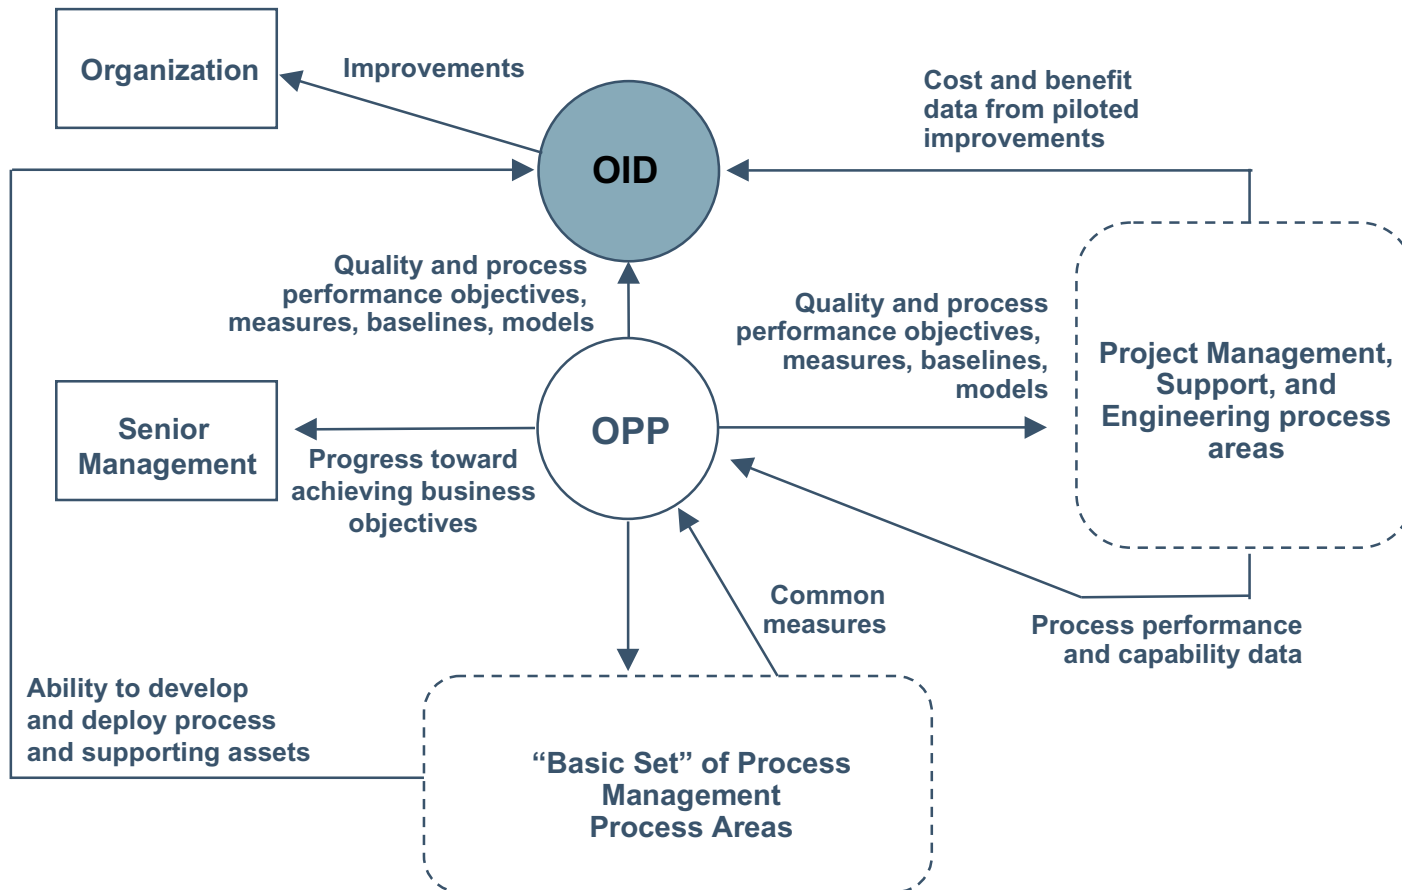 Organization
Improvements
Cost and benefit
data from piloted
improvements
OID
Quality and process
performance objectives,
measures, baselines, models
Quality and process
performance objectives,
measures, baselines,
models
Project Management,
Support, and
Engineering process
areas
Senior
Management
OPP
Progress toward
achieving business
objectives
Common
measures
Process performance
and capability data
Ability to develop
and deploy process
and supporting assets
“Basic Set” of Process
Management
Process Areas